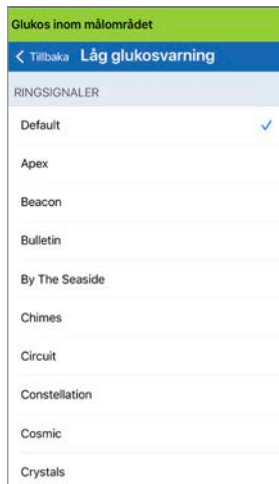 Glukos inom målområdet
Tillbaka Låg glukosvarning
RINGSIGNALER
Default
Apex
Beacon
Bulletin
By The Seaside
Chimes
Circuit
Constellation
Cosmic
Crystals